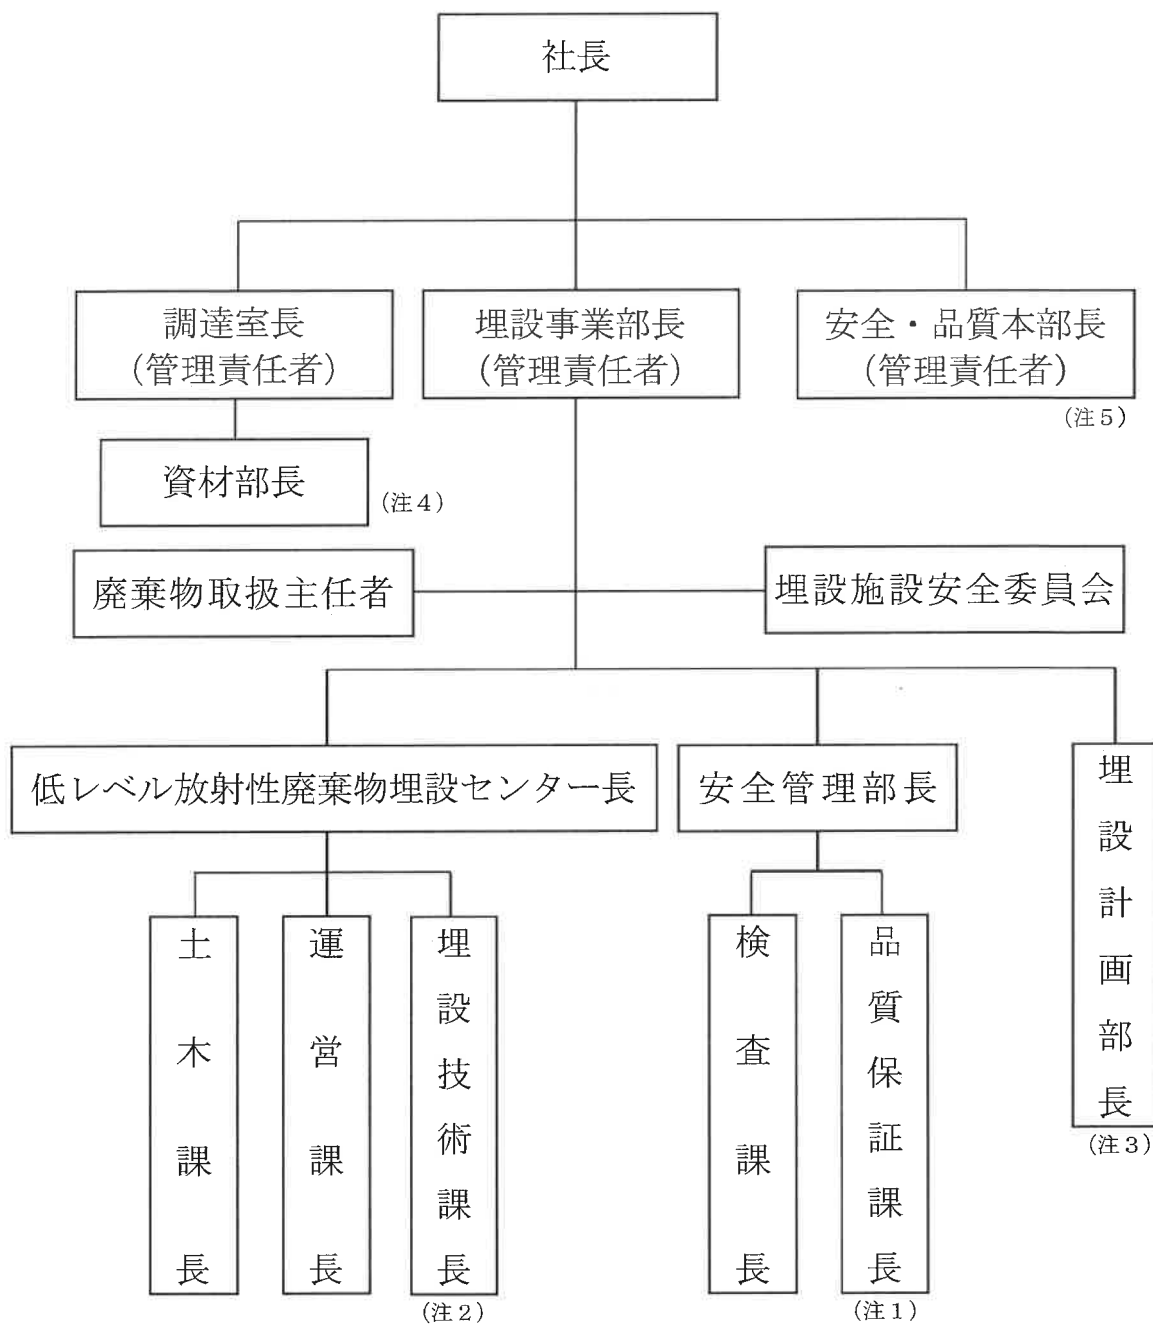 社長
調達室長
(管理責任者)
埋設事業部長
(管理責任者)
安全・品質本部長
(管理責任者)
(注5)
資材部長
(注4)
廃棄物取扱主任者
埋設施設安全委員会
低レベル放射性廃棄物埋設センター長
安全管理部長
埋設計画部長
(注3)
土木課長
運営課長
埋設技術課長
(注2)
検査課長
品質保証課長
(注1)